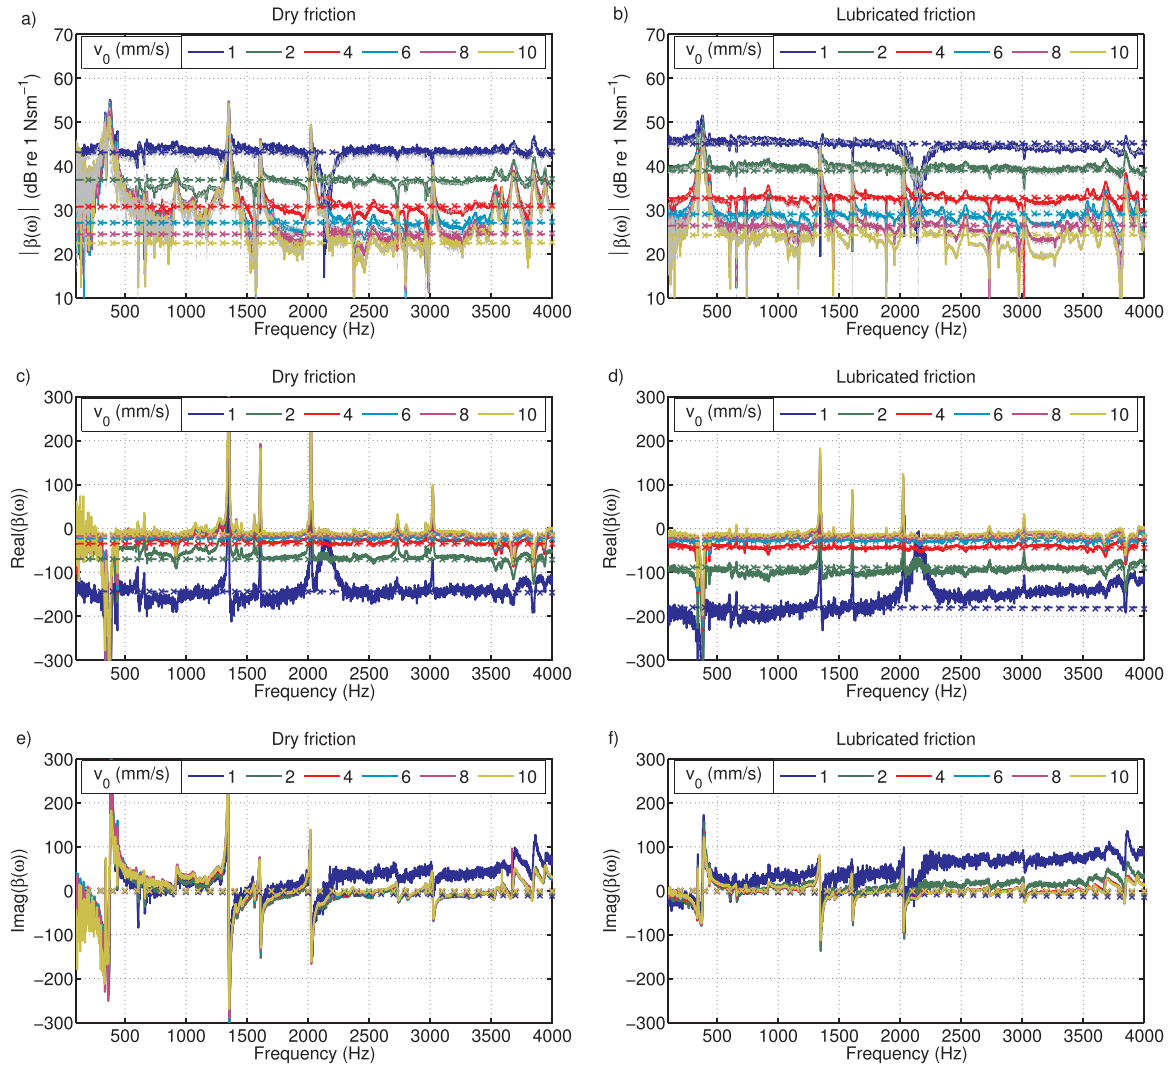 a)
Dry friction
v0 (mm/s) 1 2 4 6 8 10
|β(ω)| (dB re 1 Nsm−1)
70
60
50
40
30
20
10
500 1000 1500 2000 2500 3000 3500 4000
Frequency (Hz)
b)
Lubricated friction
v0 (mm/s) 1 2 4 6 8 10
|β(ω)| (dB re 1 Nsm−1)
70
60
50
40
30
20
10
500 1000 1500 2000 2500 3000 3500 4000
Frequency (Hz)
c)
Dry friction
v0 (mm/s) 1 2 4 6 8 10
Real(β(ω))
300
200
100
0
−100
−200
−300
500 1000 1500 2000 2500 3000 3500 4000
Frequency (Hz)
d)
Lubricated friction
v0 (mm/s) 1 2 4 6 8 10
Real(β(ω))
300
200
100
0
−100
−200
−300
500 1000 1500 2000 2500 3000 3500 4000
Frequency (Hz)
e)
Dry friction
v0 (mm/s) 1 2 4 6 8 10
Imag(β(ω))
300
200
100
0
−100
−200
−300
500 1000 1500 2000 2500 3000 3500 4000
Frequency (Hz)
f)
Lubricated friction
v0 (mm/s) 1 2 4 6 8 10
Imag(β(ω))
300
200
100
0
−100
−200
−300
500 1000 1500 2000 2500 3000 3500 4000
Frequency (Hz)